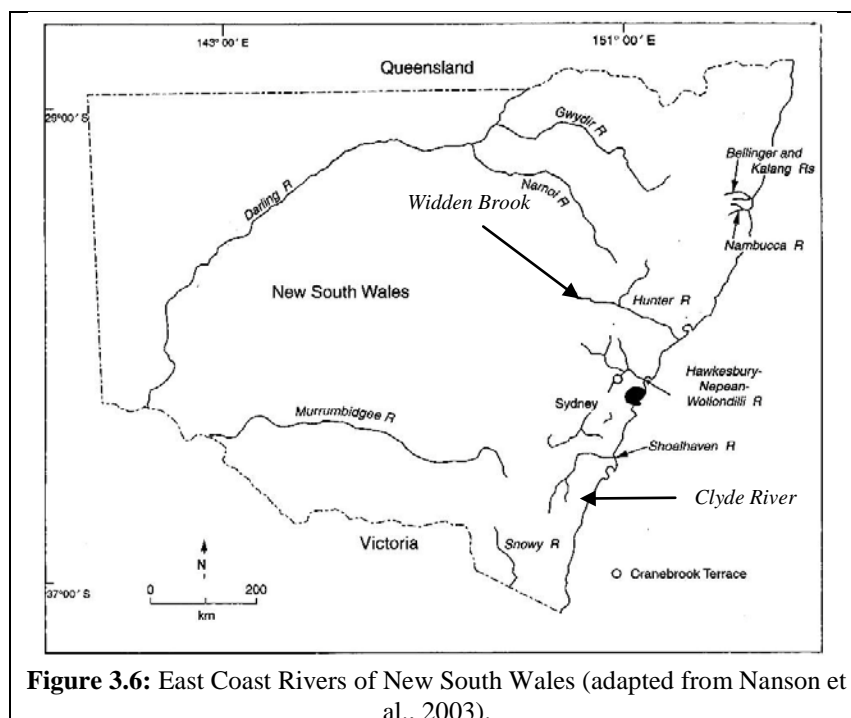 143° 00' E
151° 00' E
Queensland
29°00' S
Gwydir R
Bellinger and
Kalang Rs
Darling R
Namoi R
Widden Brook
Nambucca R
New South Wales
Hunter R
Hawkesbury-
Nepean-
Wollondilli R
Sydney
Murrumbidgee R
Shoalhaven R
Clyde River
Victoria
Snowy R
N
Cranebrook Terrace
37°00' S
0 200
km
Figure 3.6: East Coast Rivers of New South Wales (adapted from Nanson et
al., 2003).